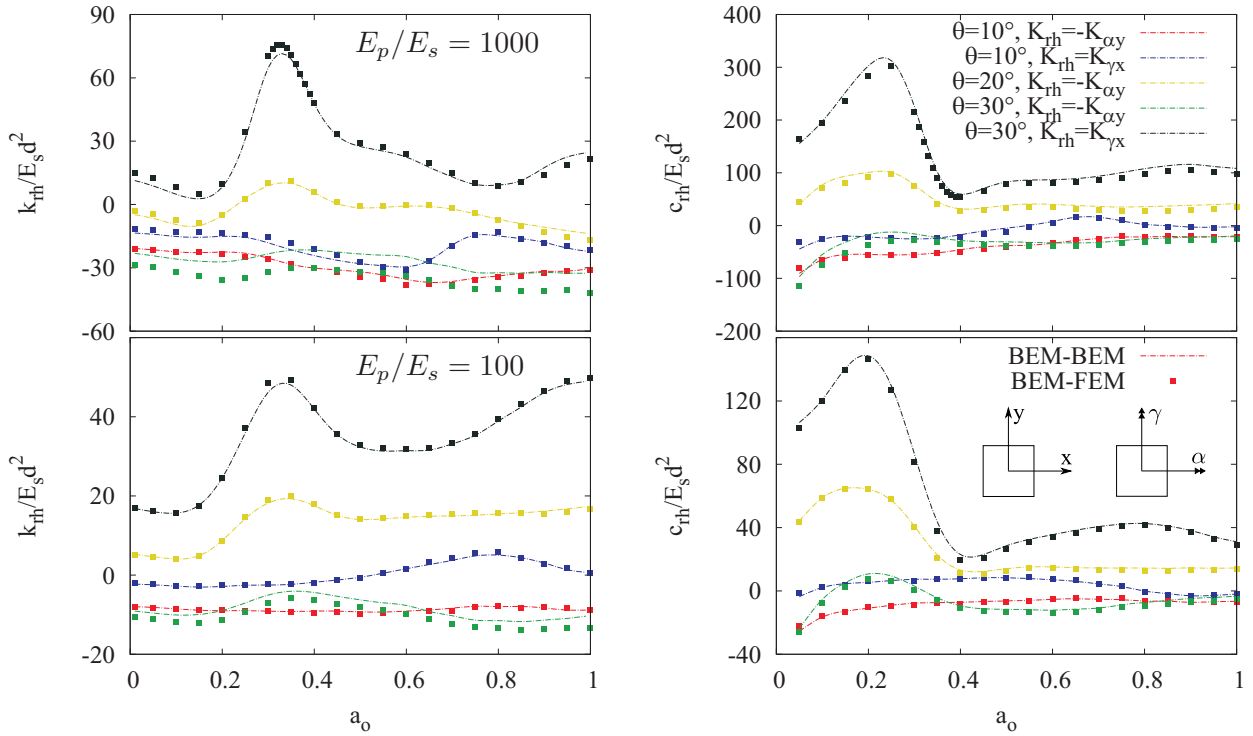 90
60
30
0
-30
-60
k_rh/E_s d^2
E_p/E_s = 1000
400
300
200
100
0
-100
-200
c_rh/E_s d^2
θ=10°, K_rh=-K_αy
θ=10°, K_rh=K_γx
θ=20°, K_rh=-K_αy
θ=30°, K_rh=-K_αy
θ=30°, K_rh=K_γx
40
20
0
-20
k_rh/E_s d^2
E_p/E_s = 100
0
0.2
0.4
0.6
0.8
1
a_o
120
80
40
0
-40
c_rh/E_s d^2
BEM-BEM
BEM-FEM
y
x
γ
α
0
0.2
0.4
0.6
0.8
1
a_o